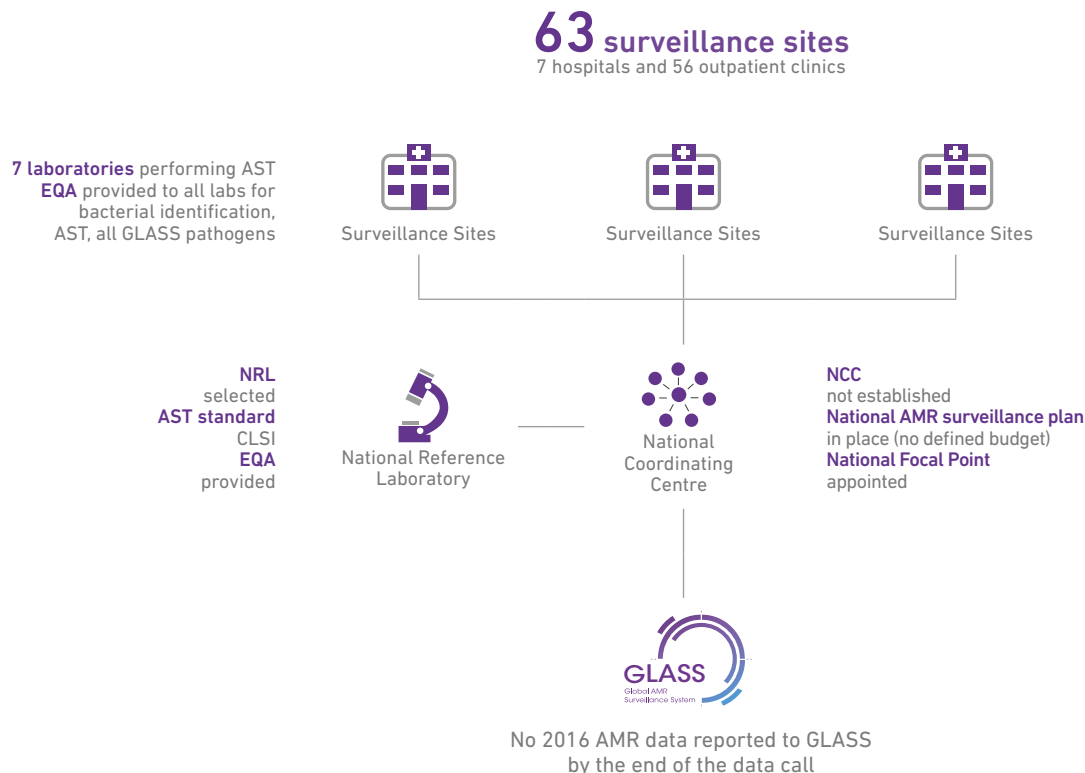 63 surveillance sites
7 hospitals and 56 outpatient clinics
7 laboratories performing AST
EQA provided to all labs for
bacterial identification,
AST, all GLASS pathogens
Surveillance Sites
Surveillance Sites
Surveillance Sites
NRL
selected
AST standard
CLSI
EQA
provided
National Reference
Laboratory
National
Coordinating
Centre
NCC
not established
National AMR surveillance plan
in place (no defined budget)
National Focal Point
appointed
GLASS
Global AMR
Surveillance System
No 2016 AMR data reported to GLASS
by the end of the data call